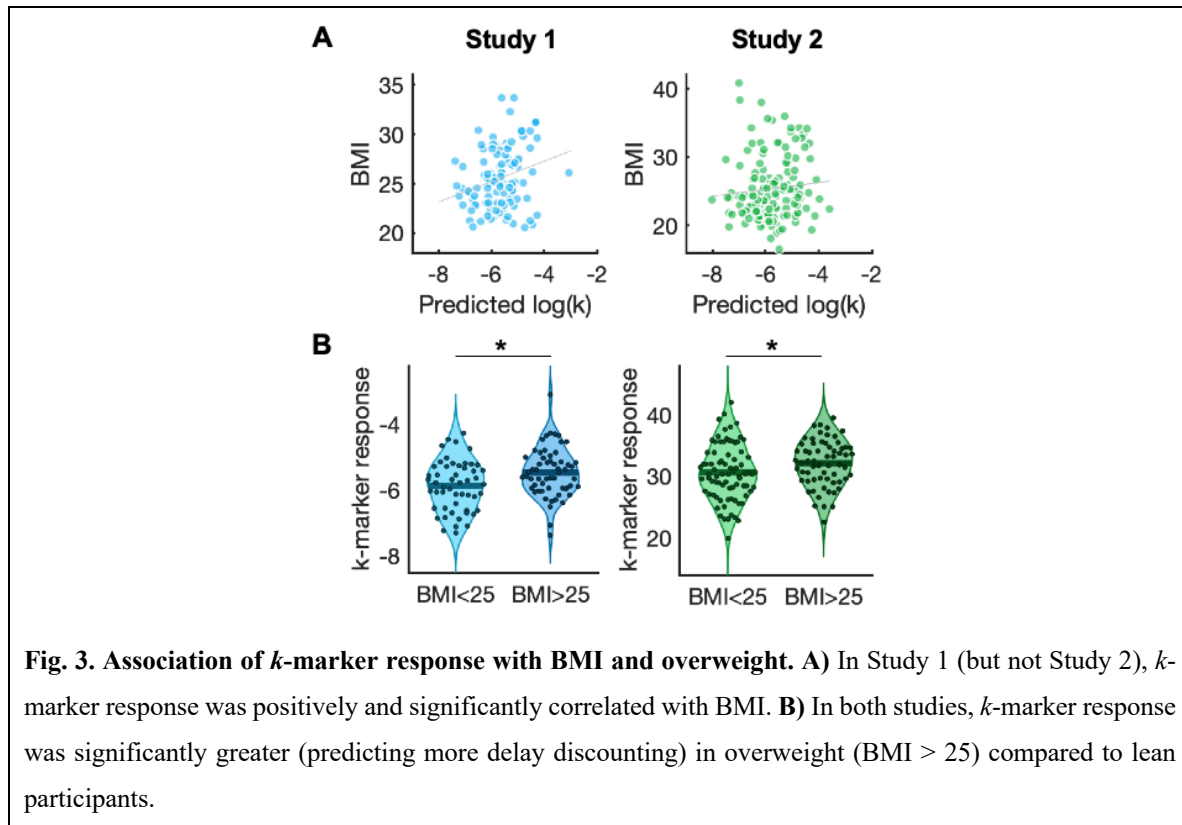 A
Study 1
Study 2
35
30
25
20
BMI
-8 -6 -4 -2
Predicted log(k)
40
30
20
BMI
-8 -6 -4 -2
Predicted log(k)
B
*
*
k-marker response
-4
-6
-8
BMI<25 BMI>25
k-marker response
40
30
20
BMI<25 BMI>25
Fig. 3. Association of k-marker response with BMI and overweight. A) In Study 1 (but not Study 2), k-
marker response was positively and significantly correlated with BMI. B) In both studies, k-marker response
was significantly greater (predicting more delay discounting) in overweight (BMI > 25) compared to lean
participants.